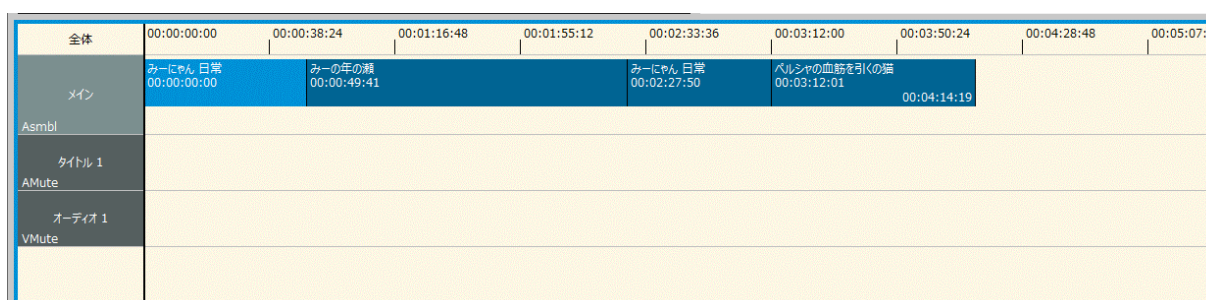 全体 00:00:00:00 00:00:38:24 00:01:16:48 00:01:55:12 00:02:33:36 00:03:12:00 00:03:50:24 00:04:28:48 00:05:07:
みーにゃん 日常 みーの年の瀬 みーにゃん 日常 ペルシャの血筋を引くの猫
00:00:00:00 00:00:49:41 00:02:27:50 00:03:12:01
メイン
00:04:14:19
Asmbl
タイトル 1
AMute
オーディオ 1
VMute